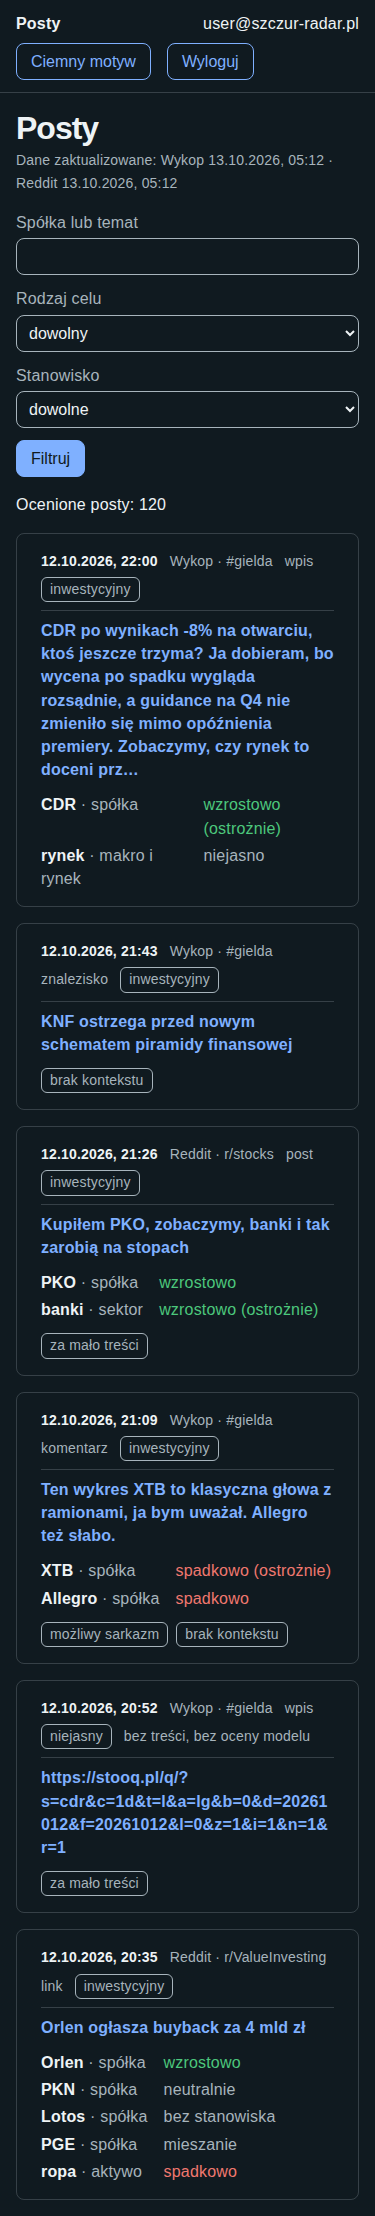 Posty user@szczur-radar.pl
Ciemny motyw Wyloguj
Posty
Dane zaktualizowane: Wykop 13.10.2026, 05:12 ·
Reddit 13.10.2026, 05:12
Spółka lub temat
Rodzaj celu
dowolny
Stanowisko
dowolne
Filtruj
Ocenione posty: 120
12.10.2026, 22:00 Wykop · #gielda wpis
inwestycyjny
CDR po wynikach -8% na otwarciu,
ktoś jeszcze trzyma? Ja dobieram, bo
wycena po spadku wygląda
rozsądnie, a guidance na Q4 nie
zmieniło się mimo opóźnienia
premiery. Zobaczymy, czy rynek to
doceni prz…
CDR · spółka wzrostowo
(ostrożnie)
rynek · makro i niejasno
rynek
12.10.2026, 21:43 Wykop · #gielda
znalezisko inwestycyjny
KNF ostrzega przed nowym
schematem piramidy finansowej
brak kontekstu
12.10.2026, 21:26 Reddit · r/stocks post
inwestycyjny
Kupiłem PKO, zobaczymy, banki i tak
zarobią na stopach
PKO · spółka wzrostowo
banki · sektor wzrostowo (ostrożnie)
za mało treści
12.10.2026, 21:09 Wykop · #gielda
komentarz inwestycyjny
Ten wykres XTB to klasyczna głowa z
ramionami, ja bym uważał. Allegro
też słabo.
XTB · spółka spadkowo (ostrożnie)
Allegro · spółka spadkowo
możliwy sarkazm brak kontekstu
12.10.2026, 20:52 Wykop · #gielda wpis
niejasny bez treści, bez oceny modelu
https://stooq.pl/q/?
s=cdr&c=1d&t=l&a=lg&b=0&d=20261
012&f=20261012&l=0&z=1&i=1&n=1&
r=1
za mało treści
12.10.2026, 20:35 Reddit · r/ValueInvesting
link inwestycyjny
Orlen ogłasza buyback za 4 mld zł
Orlen · spółka wzrostowo
PKN · spółka neutralnie
Lotos · spółka bez stanowiska
PGE · spółka mieszanie
ropa · aktywo spadkowo